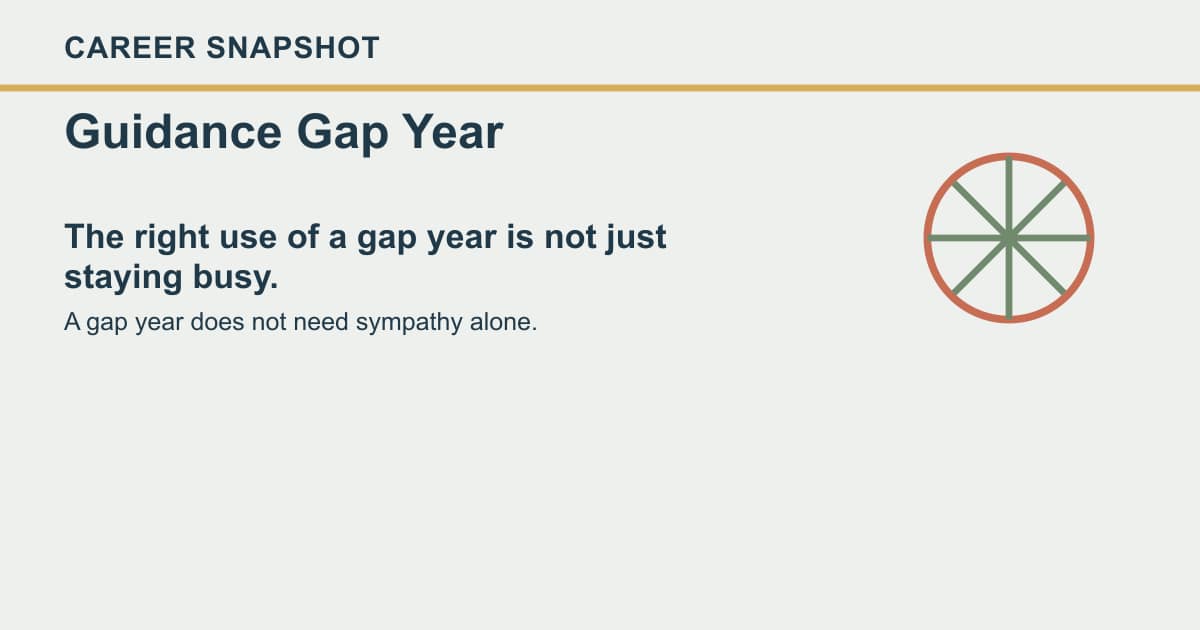 CAREER SNAPSHOT
Guidance Gap Year
The right use of a gap year is not just
staying busy.
A gap year does not need sympathy alone.